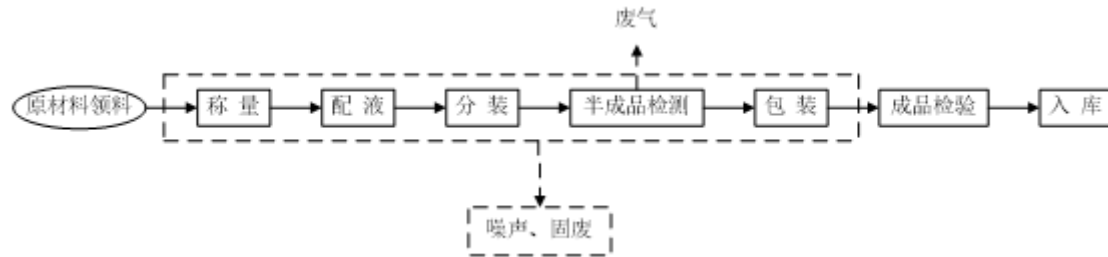 废气
原材料领料
称 量
配 液
分 装
半成品检测
包 装
成品检验
入 库
噪声、固废